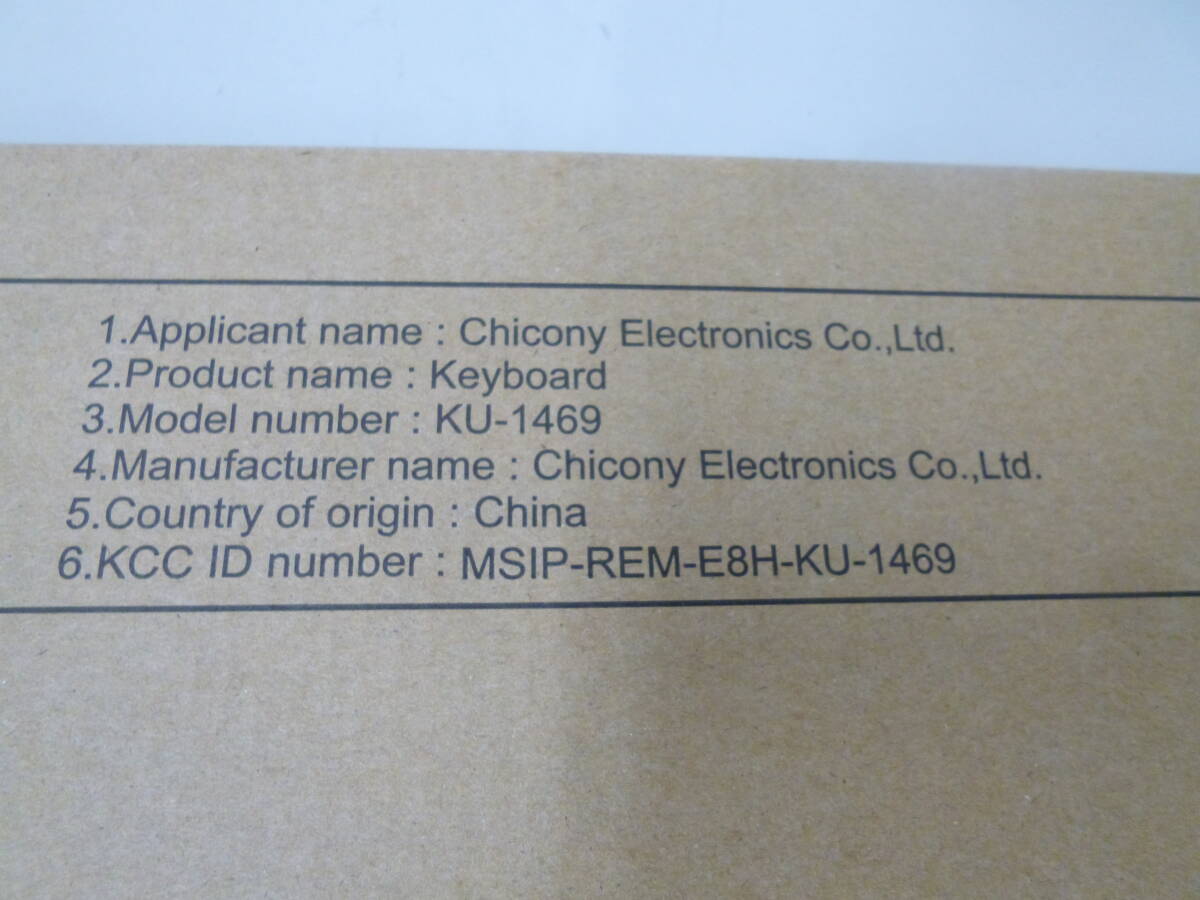 1.Applicant name : Chicony Electronics Co.,Ltd.
2.Product name : Keyboard
3.Model number : KU-1469
4.Manufacturer name : Chicony Electronics Co.,Ltd.
5.Country of origin : China
6.KCC ID number : MSIP-REM-E8H-KU-1469